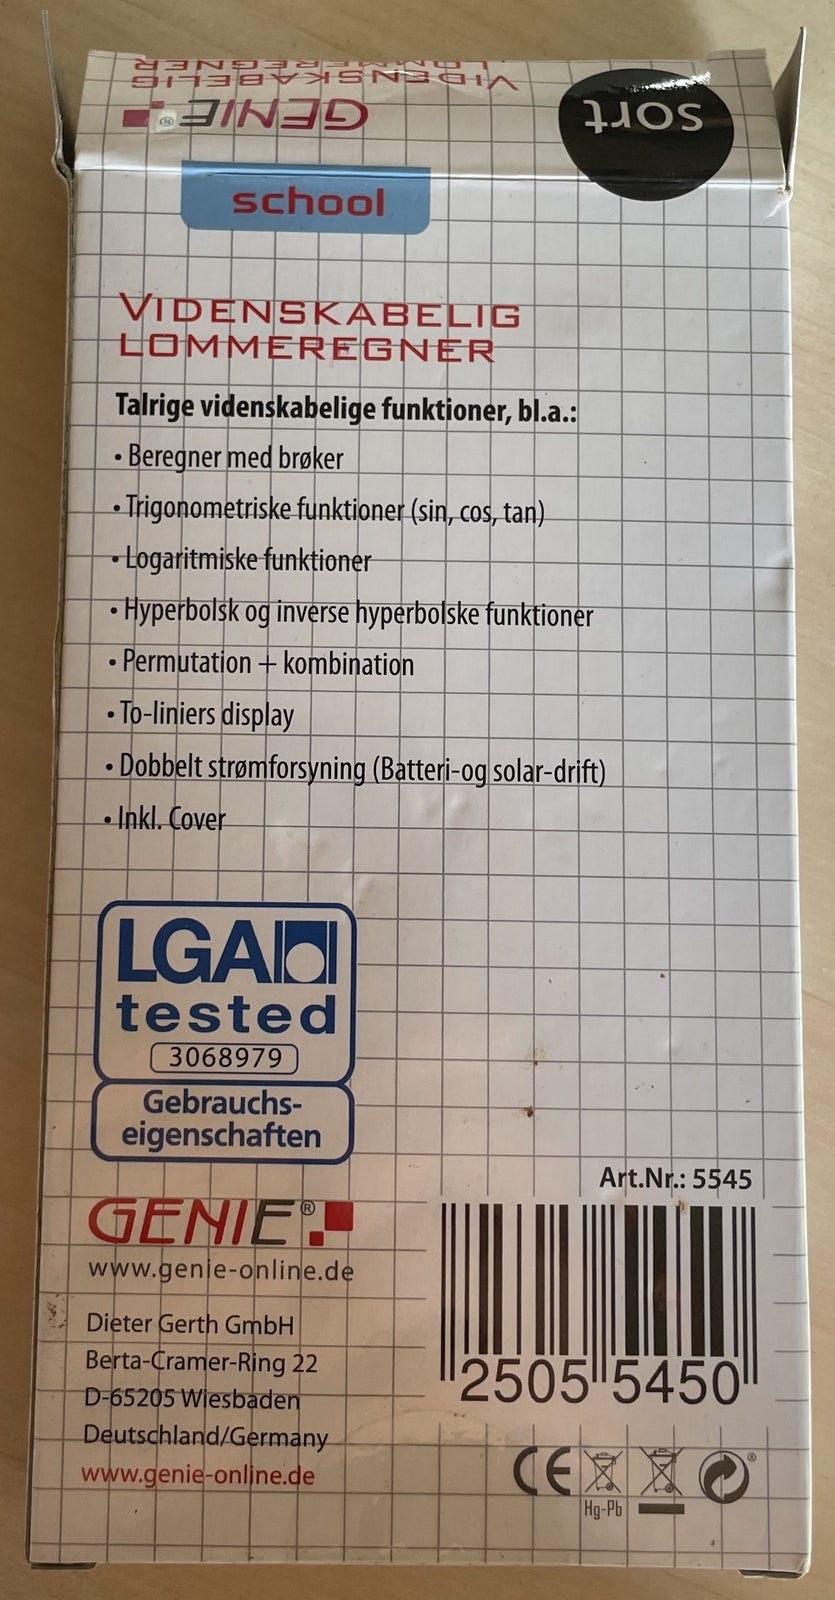 VIDENSKABELIG
LOMMEREGNER
GENIE®
sort
school
VIDENSKABELIG
LOMMEREGNER
Talrige videnskabelige funktioner, bl.a.:
• Beregner med brøker
• Trigonometriske funktioner (sin, cos, tan)
• Logaritmiske funktioner
• Hyperbolsk og inverse hyperbolske funktioner
• Permutation + kombination
• To-liniers display
• Dobbelt strømforsyning (Batteri-og solar-drift)
• Inkl. Cover
LGA
tested
3068979
Gebrauchs-
eigenschaften
GENIE®
www.genie-online.de
Dieter Gerth GmbH
Berta-Cramer-Ring 22
D-65205 Wiesbaden
Deutschland/Germany
www.genie-online.de
Art.Nr.: 5545
2505 5450
CE
Hg-Pb
®